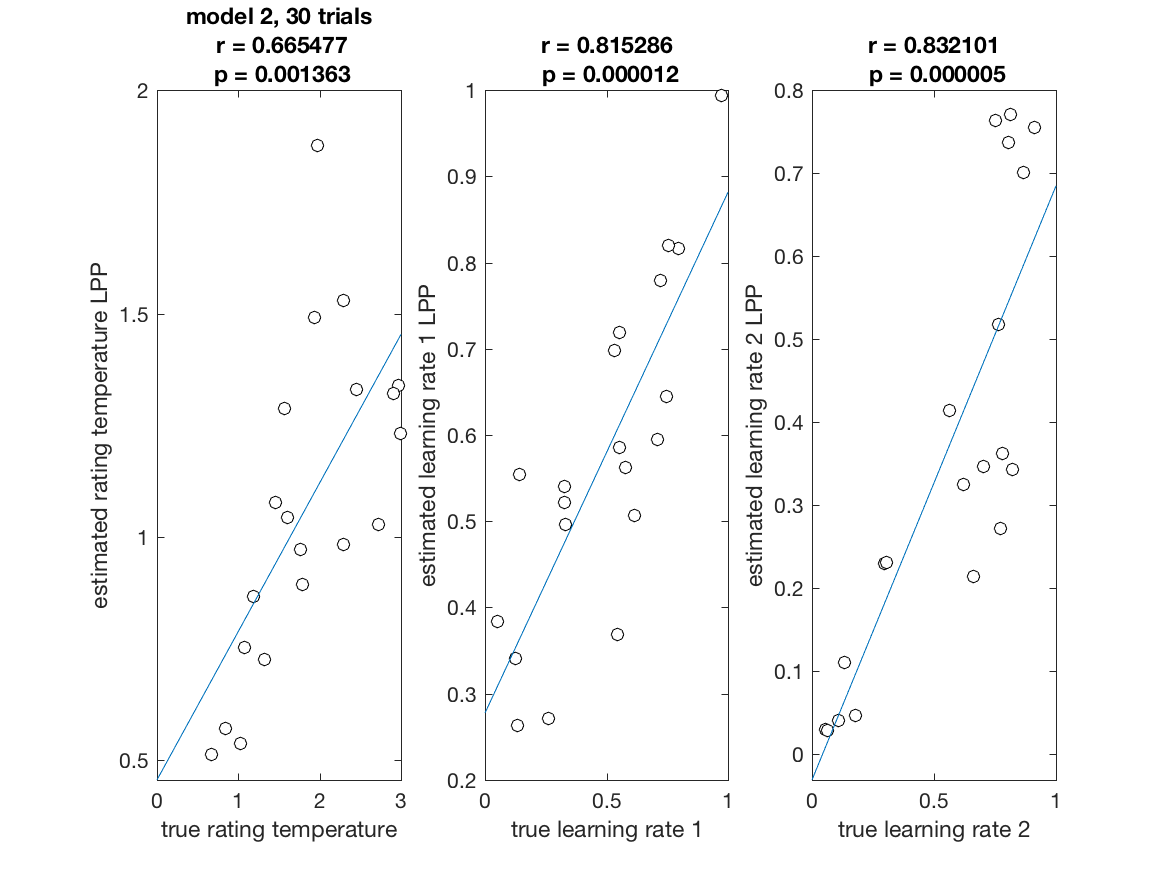 model 2, 30 trials
r = 0.665477
p = 0.001363
2
1.5
1
0.5
0
1
2
3
estimated rating temperature LPP
true rating temperature
r = 0.815286
p = 0.000012
1
0.9
0.8
0.7
0.6
0.5
0.4
0.3
0.2
0
0.5
1
estimated learning rate 1 LPP
true learning rate 1
r = 0.832101
p = 0.000005
0.8
0.7
0.6
0.5
0.4
0.3
0.2
0.1
0
0
0.5
1
estimated learning rate 2 LPP
true learning rate 2